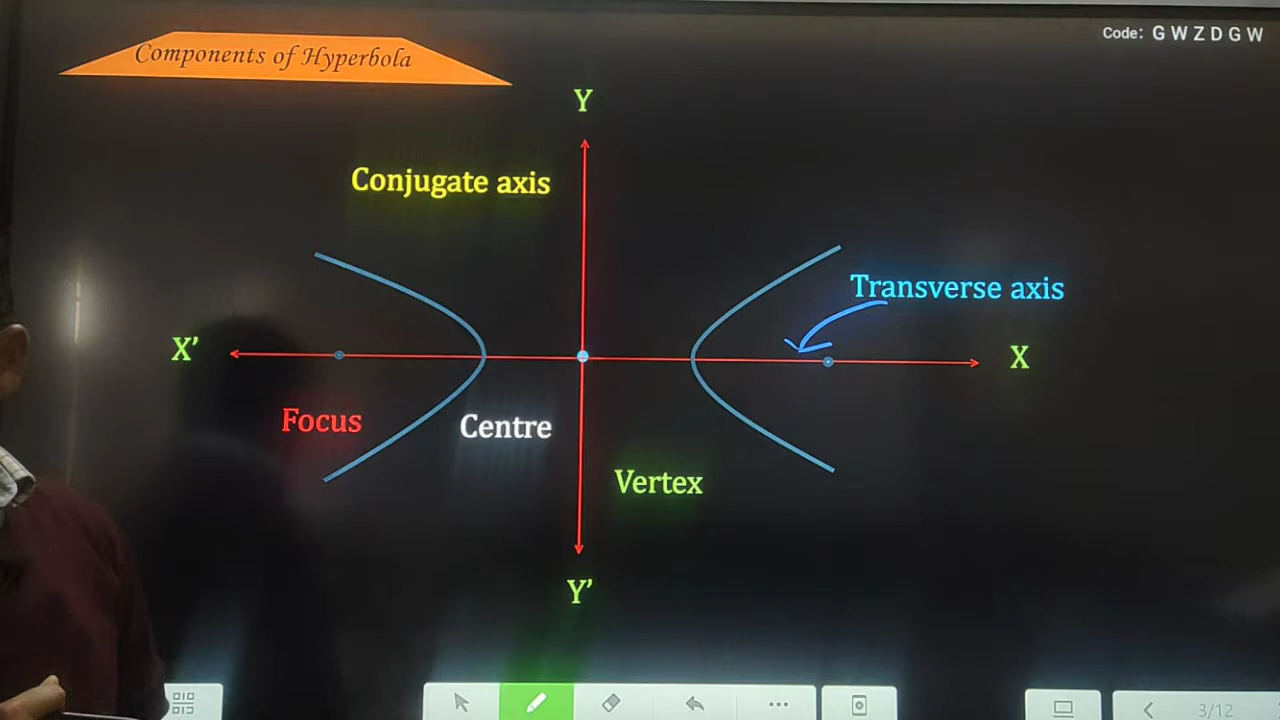 Components of Hyperbola
Code: G W Z D G W
Y
Conjugate axis
Transverse axis
X’
X
Focus
Centre
Vertex
Y’
3/12